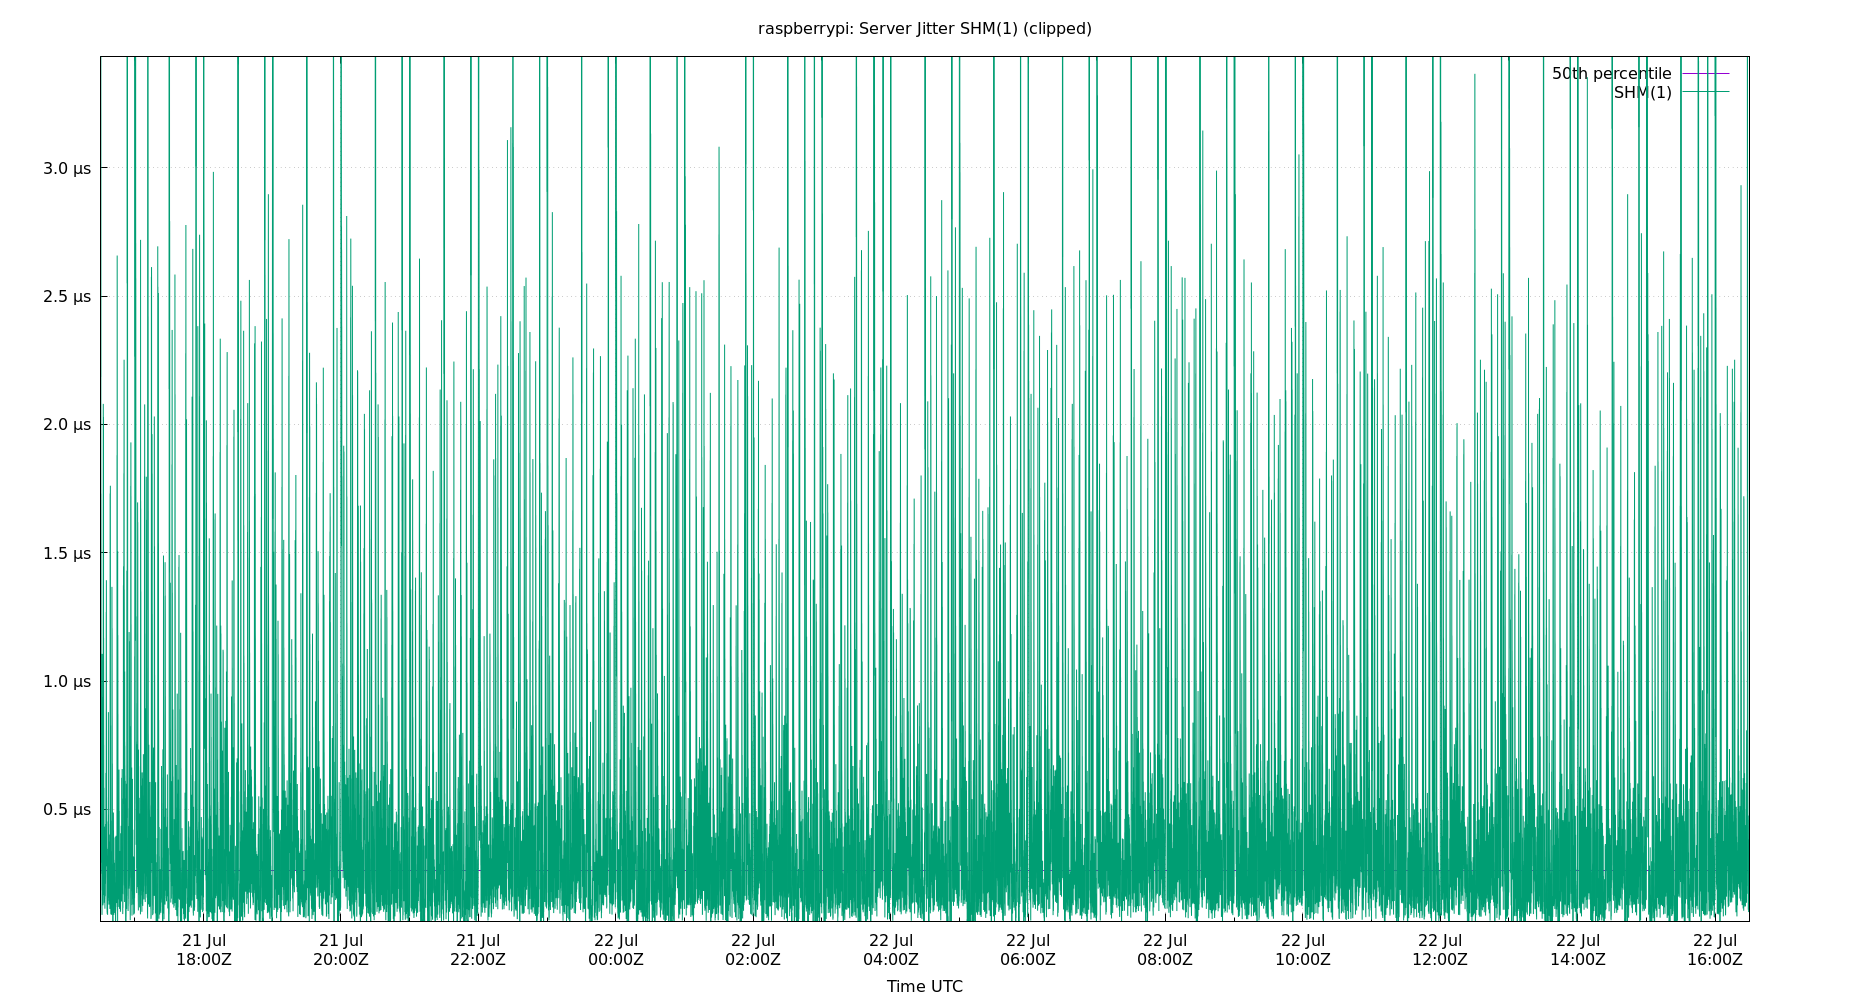 raspberrypi: Server Jitter SHM(1) (clipped)
50th percentile
SHM(1)
3.0 µs
2.5 µs
2.0 µs
1.5 µs
1.0 µs
0.5 µs
21 Jul 21 Jul 21 Jul 22 Jul 22 Jul 22 Jul 22 Jul 22 Jul 22 Jul 22 Jul 22 Jul 22 Jul
18:00Z 20:00Z 22:00Z 00:00Z 02:00Z 04:00Z 06:00Z 08:00Z 10:00Z 12:00Z 14:00Z 16:00Z
Time UTC